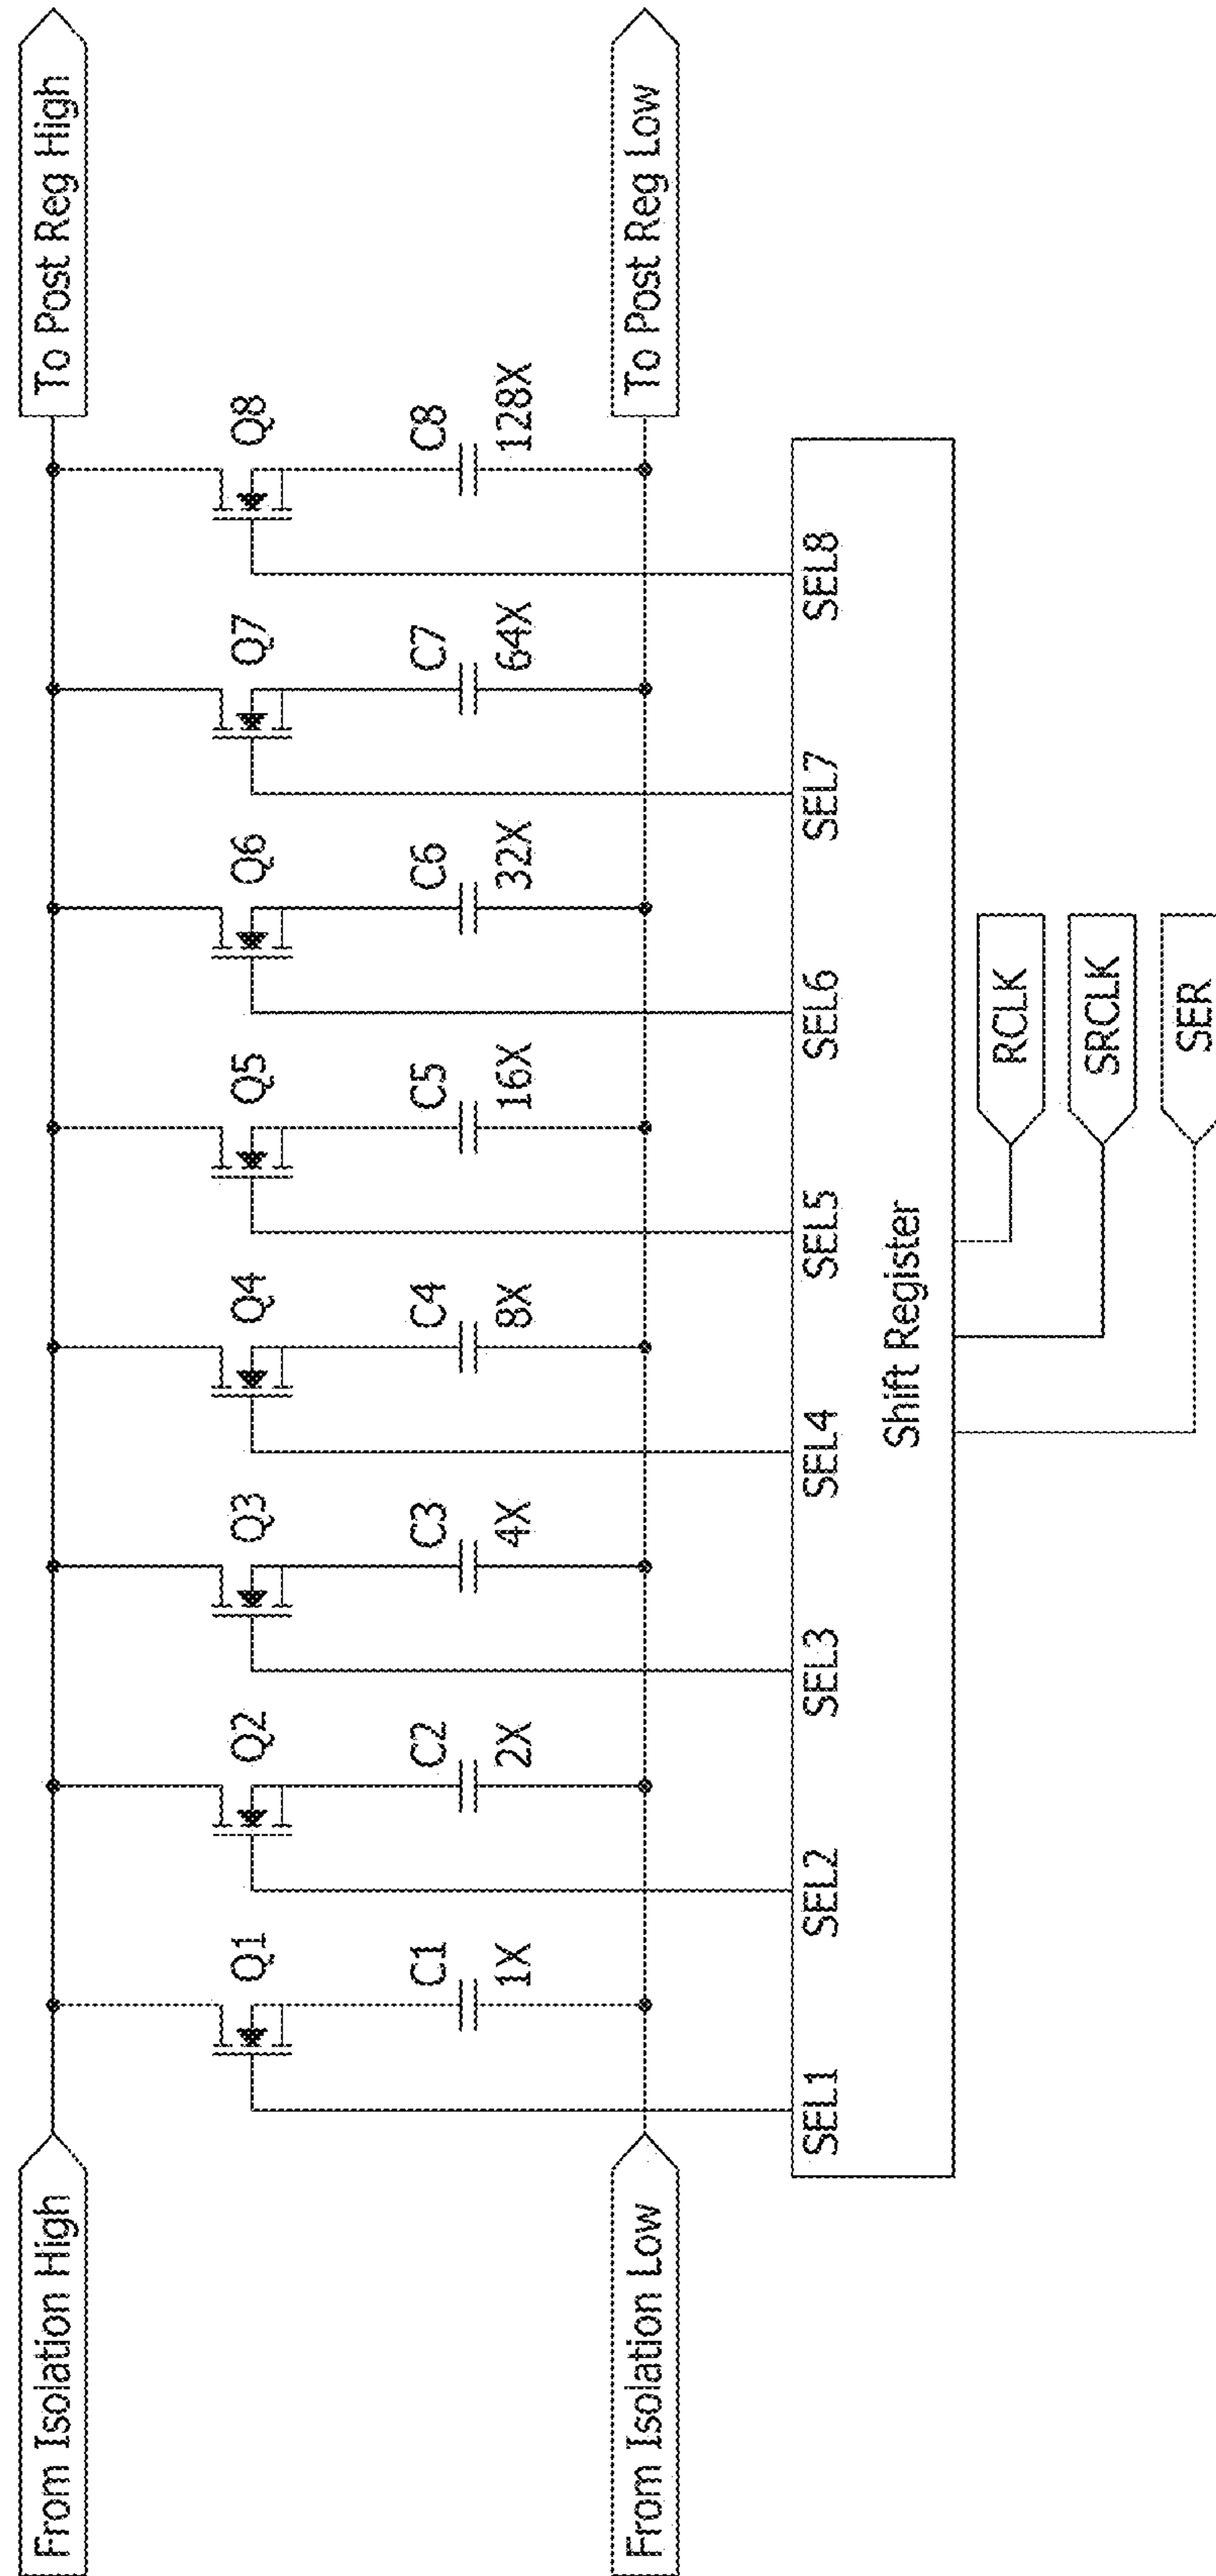 From Isolation High
To Post Reg High
Q1
Q2
Q3
Q4
Q5
Q6
Q7
Q8
C1
1X
C2
2X
C3
4X
C4
8X
C5
16X
C6
32X
C7
64X
C8
128X
From Isolation Low
To Post Reg Low
SEL1
SEL2
SEL3
SEL4
SEL5
SEL6
SEL7
SEL8
Shift Register
RCLK
SRCLK
SER